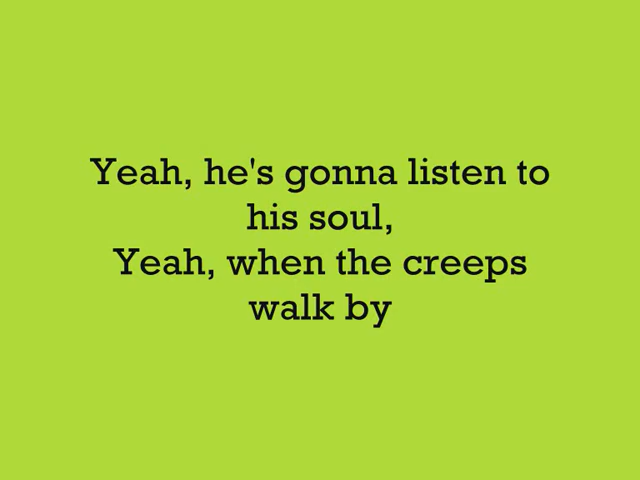 Yeah, he's gonna listen to
his soul,
Yeah, when the creeps
walk by